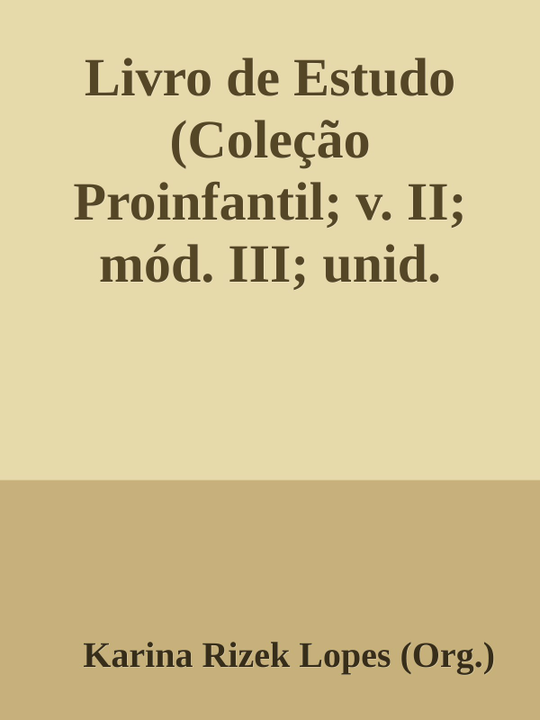 Livro de Estudo
(Coleção
Proinfantil; v. II;
mód. III; unid.
Karina Rizek Lopes (Org.)